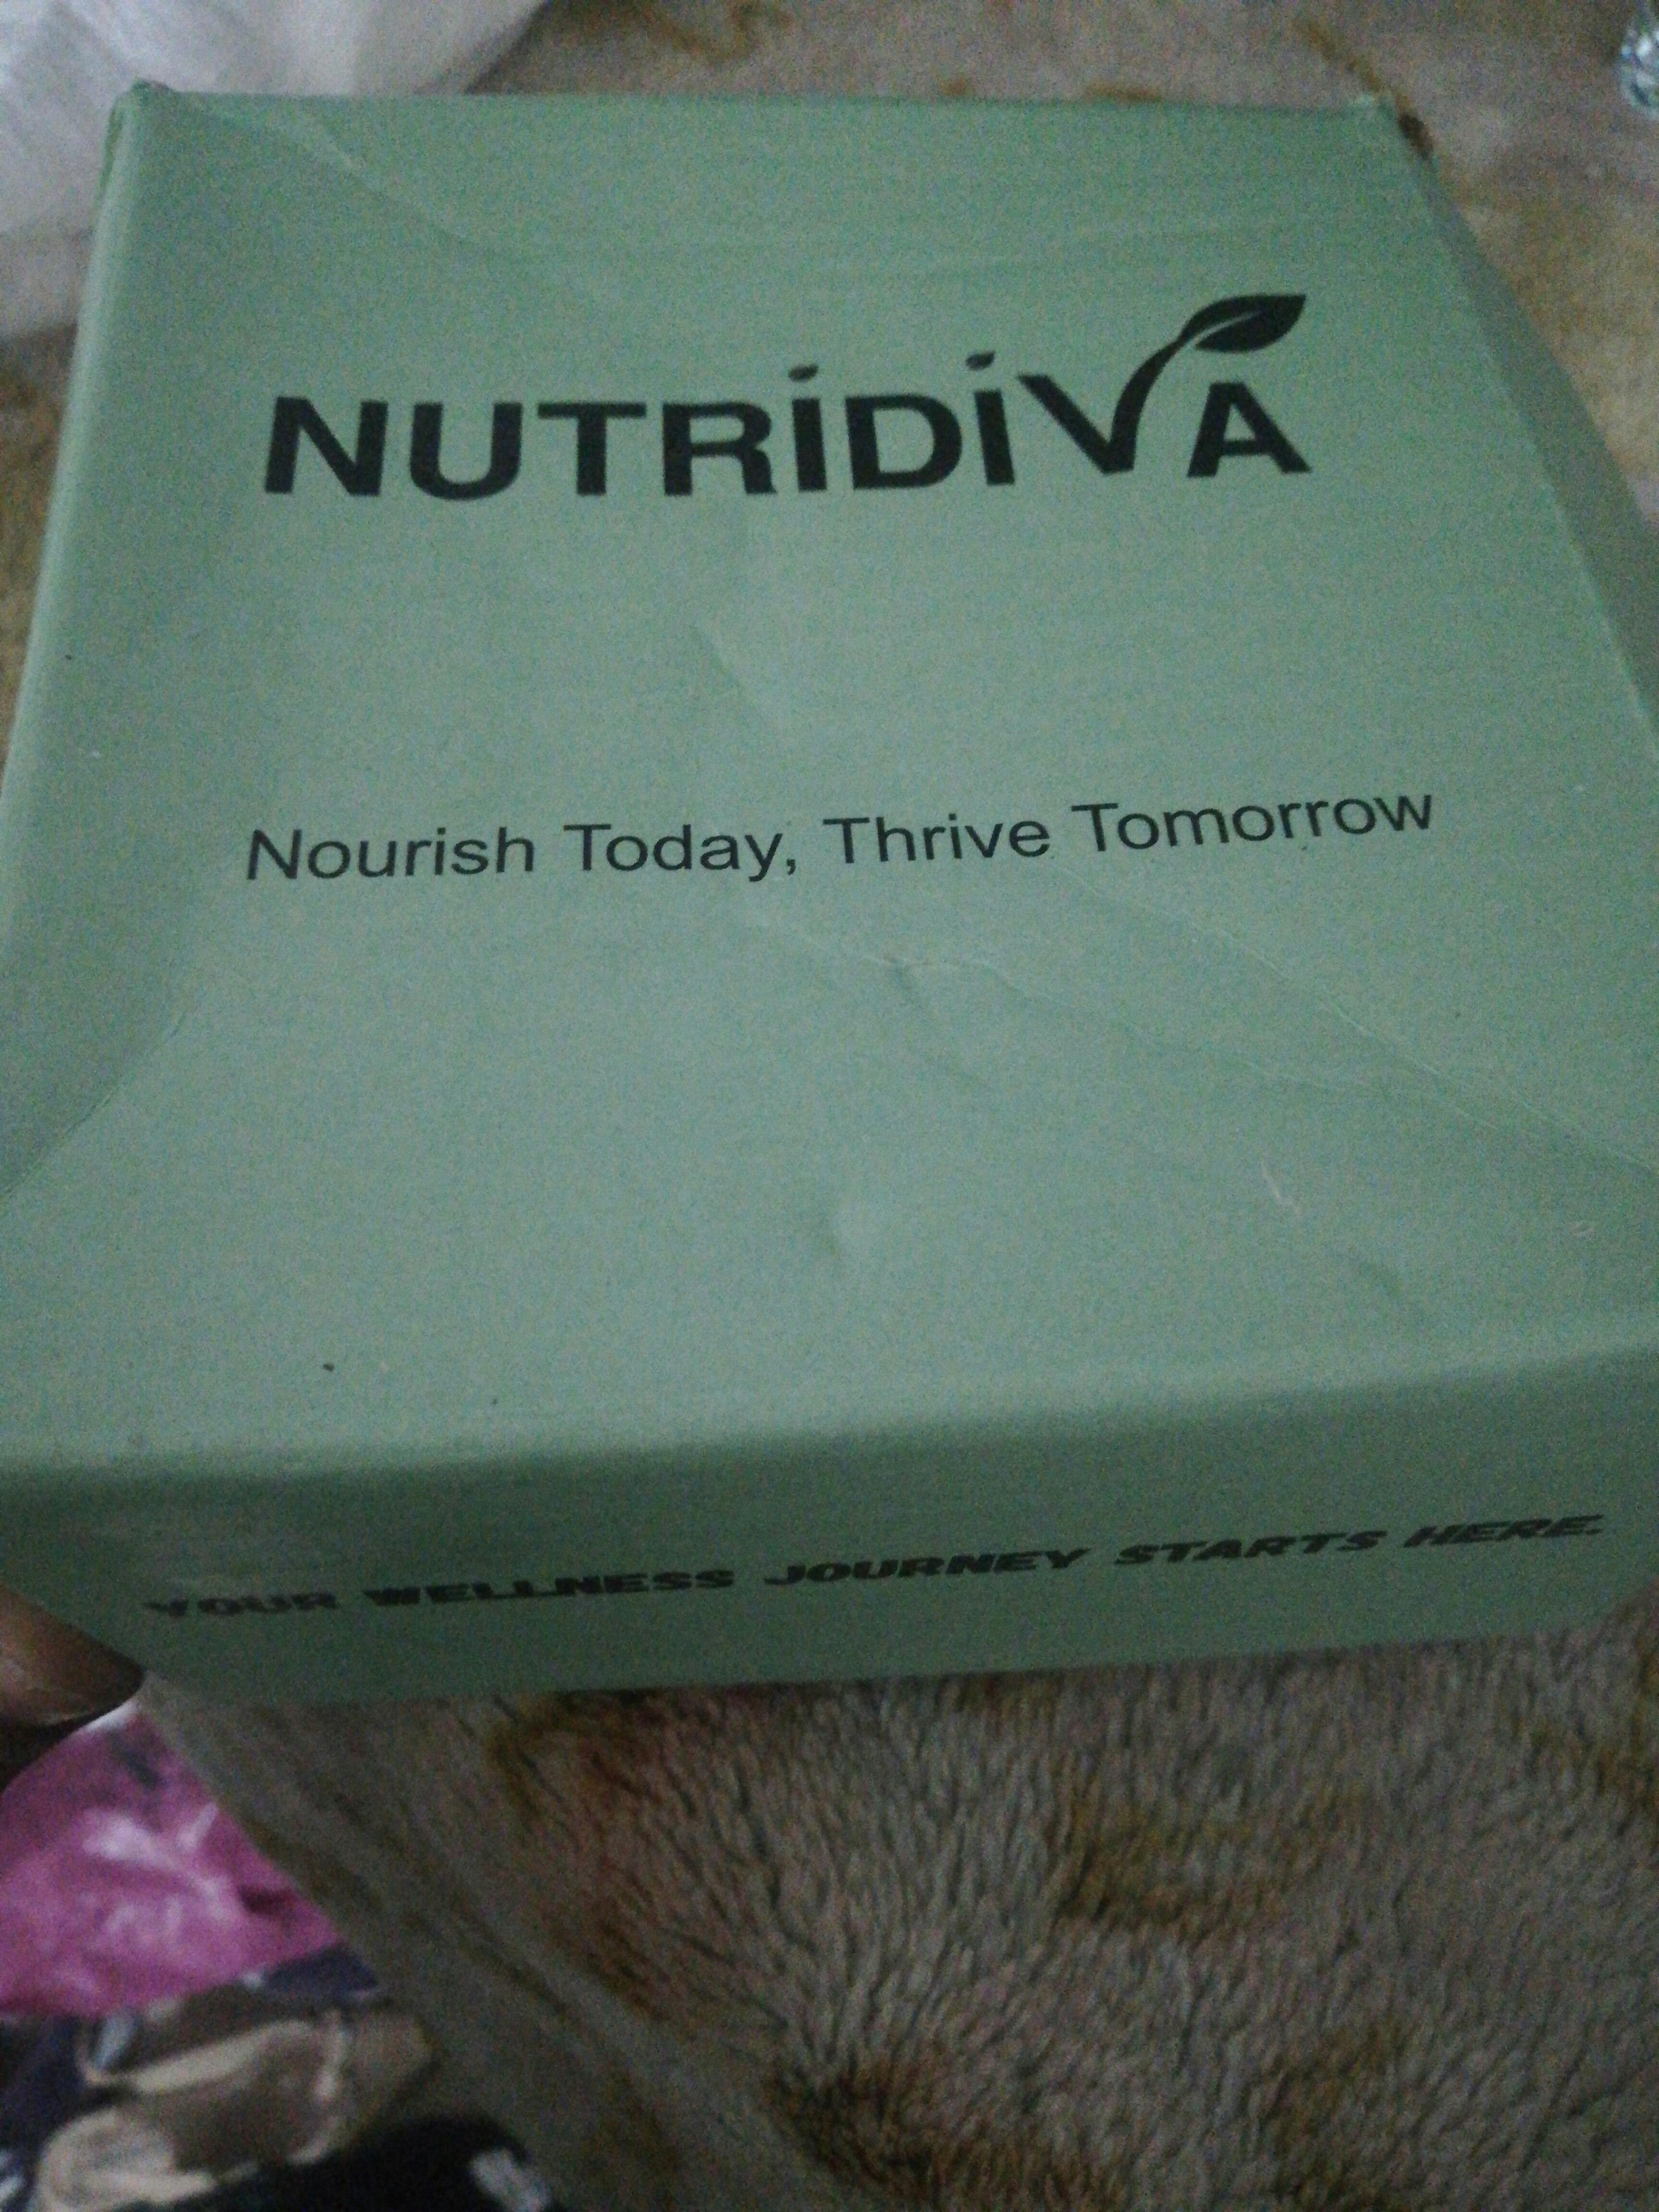 NUTRIDIVA
Nourish Today, Thrive Tomorrow
YOUR WELLNESS JOURNEY STARTS HERE.